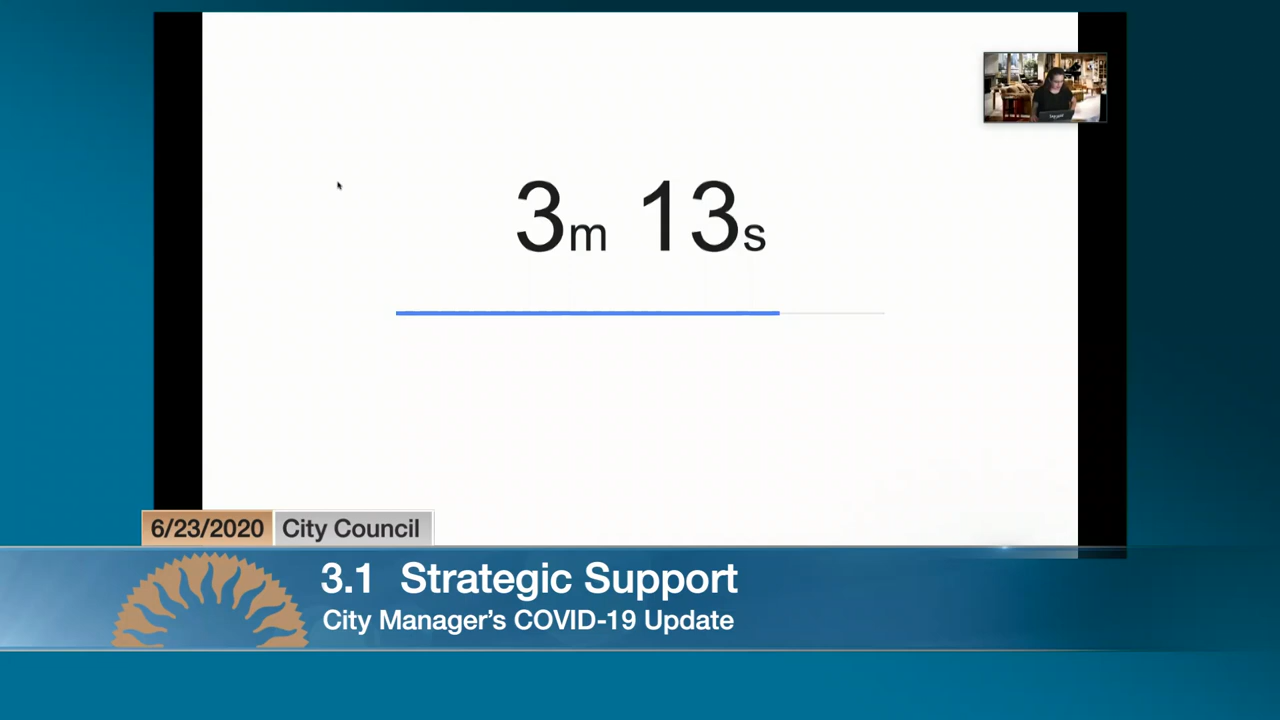 3m 13s
6/23/2020 City Council
3.1 Strategic Support
City Manager's COVID-19 Update